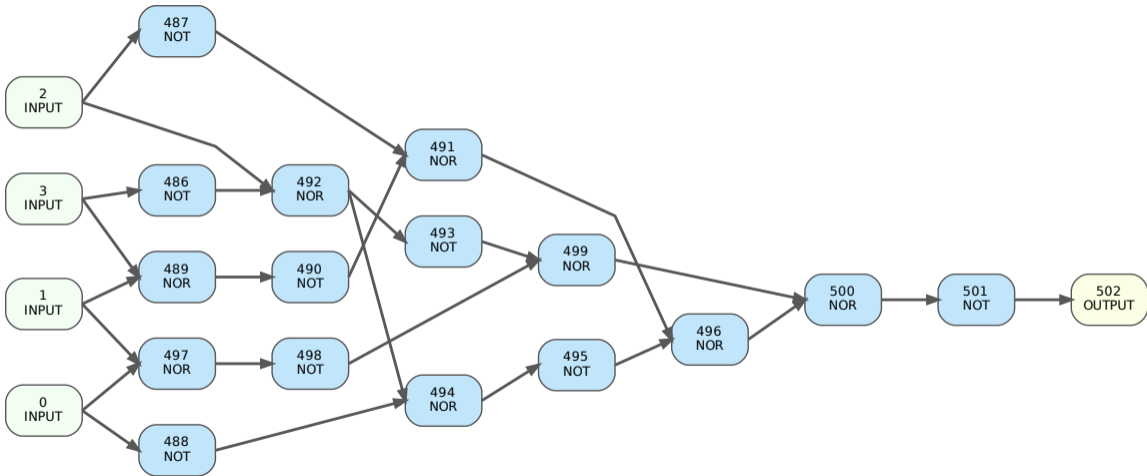 487
NOT
2
INPUT
491
NOR
3
INPUT
486
NOT
492
NOR
493
NOT
499
NOR
489
NOR
490
NOT
1
INPUT
500
NOR
501
NOT
502
OUTPUT
497
NOR
498
NOT
495
NOT
496
NOR
0
INPUT
494
NOR
488
NOT